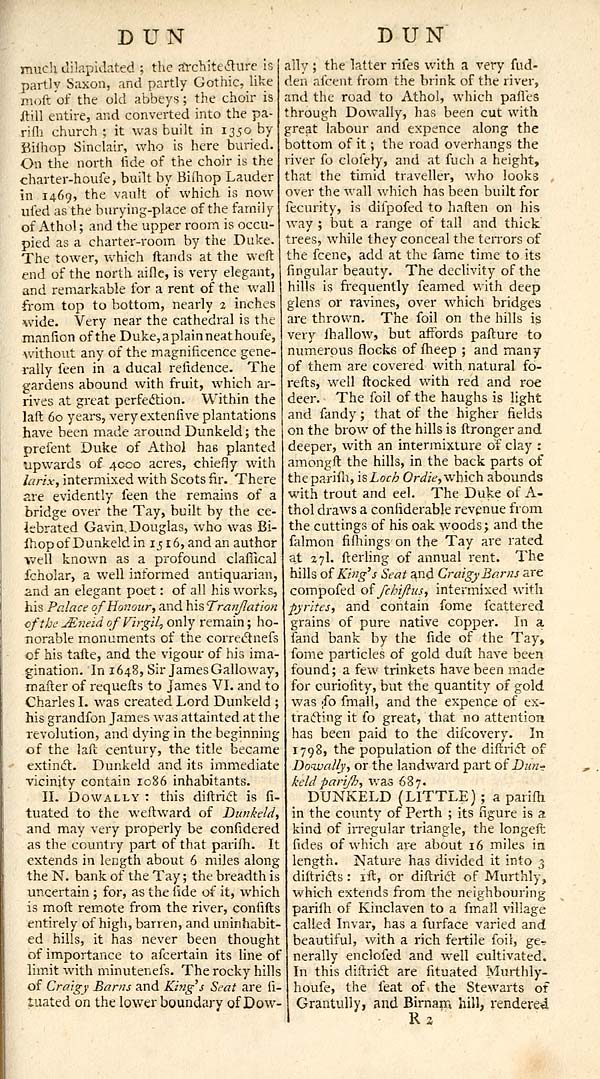 DUN
much dilapidated ; the architecture is
partly Saxon, and partly Gothic, like
moſt of the old abbeys; the choir is
ſtill entire, and converted into the pa-
riſh church ; it was built in 1350 by
Biſhop Sinclair, who is here buried.
On the north ſide of the choir is the
charter-houſe, built by Biſhop Lauder
in 1469, the vault of which is now
uſed as the burying-place of the family
of Athol; and the upper room is occu-
pied as a charter-room by the Duke.
The tower, which ſtands at the weſt
end of the north aiſle, is very elegant,
and remarkable for a rent of the wall
from top to bottom, nearly 2 inches
wide. Very near the cathedral is the
manſion of the Duke, a plain neat houſe,
without any of the magnificence gene-
rally ſeen in a ducal reſidence. The
gardens abound with fruit, which ar-
rives at great perfection. Within the
laſt 60 years, very extenſive plantations
have been made around Dunkeld; the
preſent Duke of Athol has planted
upwards of 4000 acres, chiefly with
larix, intermixed with Scots fir. There
are evidently ſeen the remains of a
bridge over the Tay, built by the ce-
lebrated Gavin Douglas, who was Bi-
ſhop of Dunkeld in 1516, and an author
well known as a profound claſſical
ſcholar, a well informed antiquarian,
and an elegant poet : of all his works,
his Palace of Honour, and his Tranſlation
of the Æneid of Virgil, only remain; ho-
norable monuments of the correctneſs
of his taſte, and the vigour of his ima-
gination. In 1648, Sir James Galloway,
maſter of requeſts to James VI. and to
Charles I. was created Lord Dunkeld ;
his grandſon James was attainted at the
revolution, and dying in the beginning
of the laſt century, the title became
extinct. Dunkeld and its immediate
vicinity contain 1086 inhabitants.
II. DOWALLY : this diſtrict is ſi-
tuated to the weſtward of Dunkeld,
and may very properly be conſidered
as the country part of that pariſh. It
extends in length about 6 miles along
the N. bank of the Tay; the breadth is
uncertain ; for, as the ſide of it, which
is moſt remote from the river, conſiſts
entirely of high, barren, and uninhabit-
ed hills, it has never been thought
of importance to aſcertain its line of
limit with minuteneſs. The rocky hills
of Craigy Barns and King's Seat are ſi-
tuated on the lower boundary of Dow-
DUN
ally ; the latter riſes with a very ſud-
den aſcent from the brink of the river,
and the road to Athol, which paſſes
through Dowally, has been cut with
great labour and expence along the
bottom of it; the road overhangs the
river ſo cloſely, and at ſuch a height,
that the timid traveller, who looks
over the wall which has been built for
ſecurity, is diſpoſed to haſten on his
way ; but a range of tall and thick
trees, while they conceal the terrors of
the ſcene, add at the ſame time to its
ſingular beauty. The declivity of the
hills is frequently ſeamed with deep
glens or ravines, over which bridges
are thrown. The ſoil on the hills is
very ſhallow, but affords paſture to
numerous flocks of ſheep ; and many
of them are covered with natural fo-
reſts, well ſtocked with red and roe
deer. The ſoil of the haughs is light
and ſandy ; that of the higher fields
on the brow of the hills is ſtronger and
deeper, with an intermixture of clay :
amongſt the hills, in the back parts of
the pariſh, is Loch Ordie, which abounds
with trout and eel. The Duke of A-
thol draws a conſiderable revenue from
the cuttings of his oak woods; and the
ſalmon fiſhings on the Tay are rated
at 27l. ſterling of annual rent. The
hills of King's Seat and Craigy Barns are
compoſed of ſchiſtus, intermixed with
pyrites, and contain ſome ſcattered
grains of pure native copper. In a
ſand bank by the ſide of the Tay,
ſome particles of gold duſt have been
found; a few trinkets have been made
for curioſity, but the quantity of gold
was ſo ſmall, and the expence of ex-
tracting it ſo great, that no attention
has been paid to the diſcovery. In
1798, the population of the diſtrict of
Dowally, or the landward part of Dun-
keld pariſh, was 687.
DUNKELD (LITTLE) ; a pariſh
in the county of Perth ; its figure is a
kind of irregular triangle, the longeſt
ſides of which are about 16 miles in
length. Nature has divided it into 3
diſtricts : 1ſt, or diſtrict of Murthly,
which extends from the neighbouring
pariſh of Kinclaven to a ſmall village
called Invar, has a ſurface varied and
beautiful, with a rich fertile ſoil, ge-
nerally encloſed and well cultivated.
In this diſtrict are ſituated Murthly-
houſe, the ſeat of the Stewarts of
Grantully, and Birnam hill, rendered
R 2